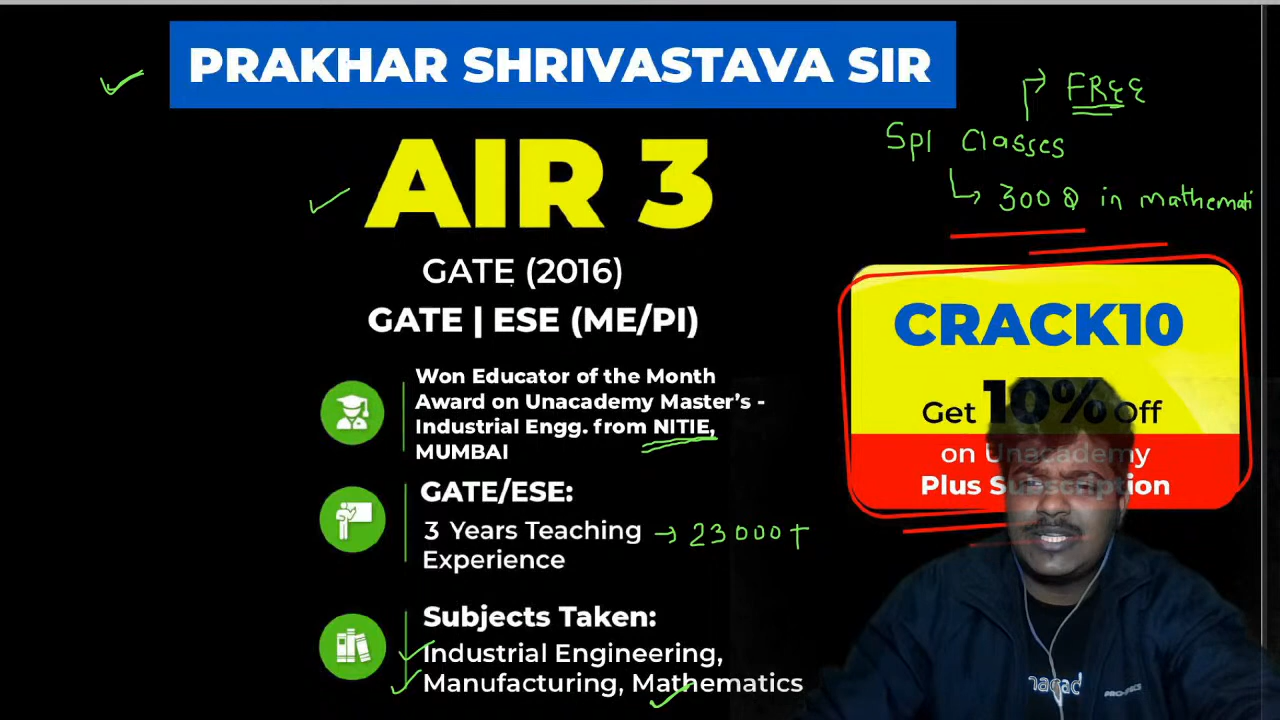 PRAKHAR SHRIVASTAVA SIR
AIR 3
GATE (2016)
GATE | ESE (ME/PI)
Won Educator of the Month
Award on Unacademy Master's -
Industrial Engg. from NITIE,
MUMBAI
GATE/ESE:
3 Years Teaching → 23000+
Experience
Subjects Taken:
Industrial Engineering,
Manufacturing, Mathematics
FREE
Spl Classes
300 Q in mathemati
CRACK10
Get 10% Off
on Unacademy
Plus Subscription